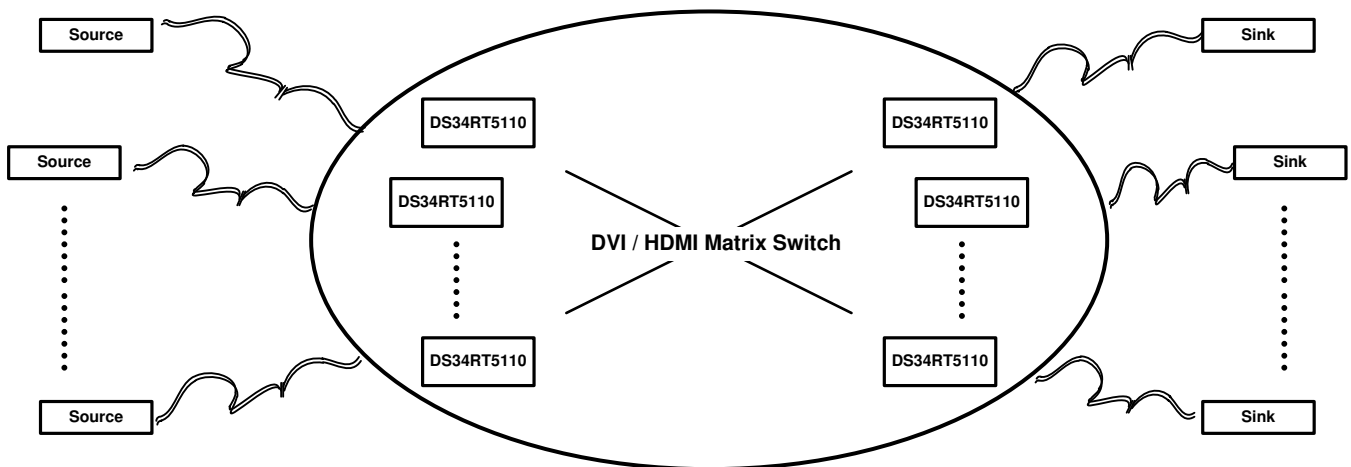 Source
Sink
DS34RT5110
DS34RT5110
Source
Sink
DS34RT5110
DS34RT5110
DVI / HDMI Matrix Switch
DS34RT5110
DS34RT5110
Source
Sink